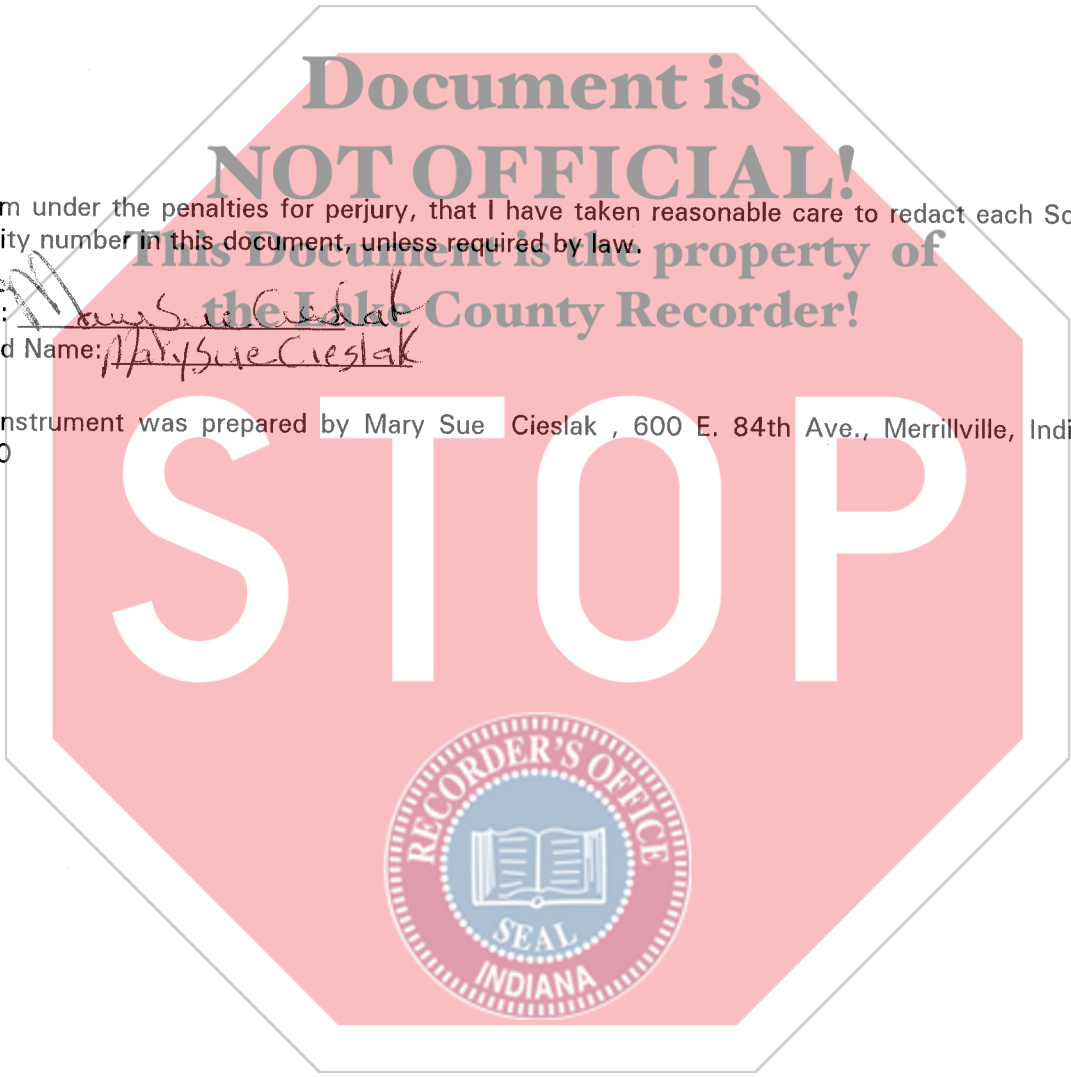 Document is
NOT OFFICIAL!
m under the penalties for perjury, that I have taken reasonable care to redact each So
ity number in this document, unless required by law.
This Document is the property of
the Lake County Recorder!
: Mary Sue Cieslak
d Name: Mary Sue Cieslak
nstrument was prepared by Mary Sue Cieslak , 600 E. 84th Ave., Merrillville, Indi
0
STOP
RECORDER'S OFFICE
SEAL
INDIANA